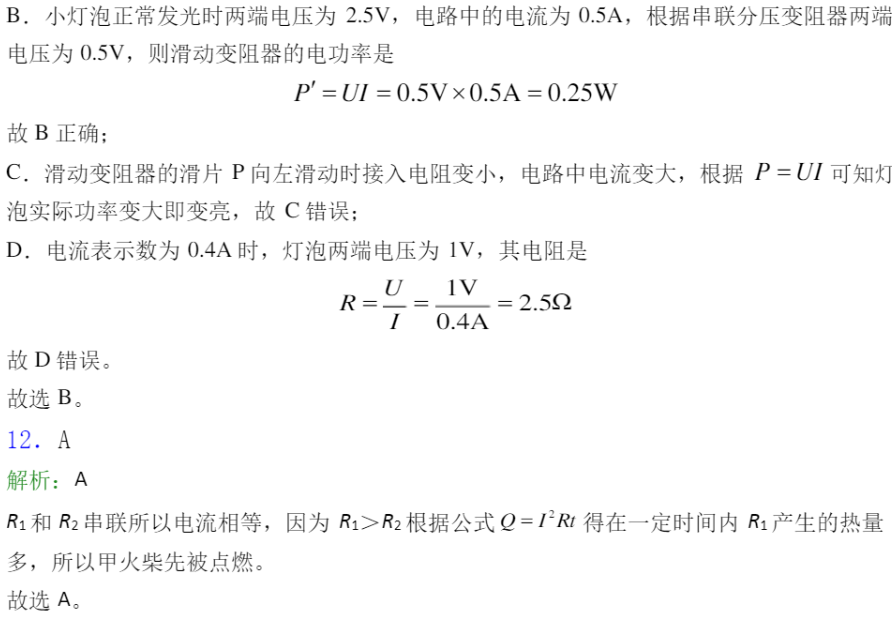 B．小灯泡正常发光时两端电压为 2.5V，电路中的电流为 0.5A，根据串联分压变阻器两端
电压为 0.5V，则滑动变阻器的电功率是
P′ = UI = 0.5V×0.5A = 0.25W
故 B 正确；
C．滑动变阻器的滑片 P 向左滑动时接入电阻变小，电路中电流变大，根据 P = UI 可知灯
泡实际功率变大即变亮，故 C 错误；
D．电流表示数为 0.4A 时，灯泡两端电压为 1V，其电阻是
R = U/I = 1V/0.4A = 2.5Ω
故 D 错误。
故选 B。
12．A
解析：A
R₁和 R₂串联所以电流相等，因为 R₁＞R₂根据公式 Q = I²Rt 得在一定时间内 R₁产生的热量
多，所以甲火柴先被点燃。
故选 A。